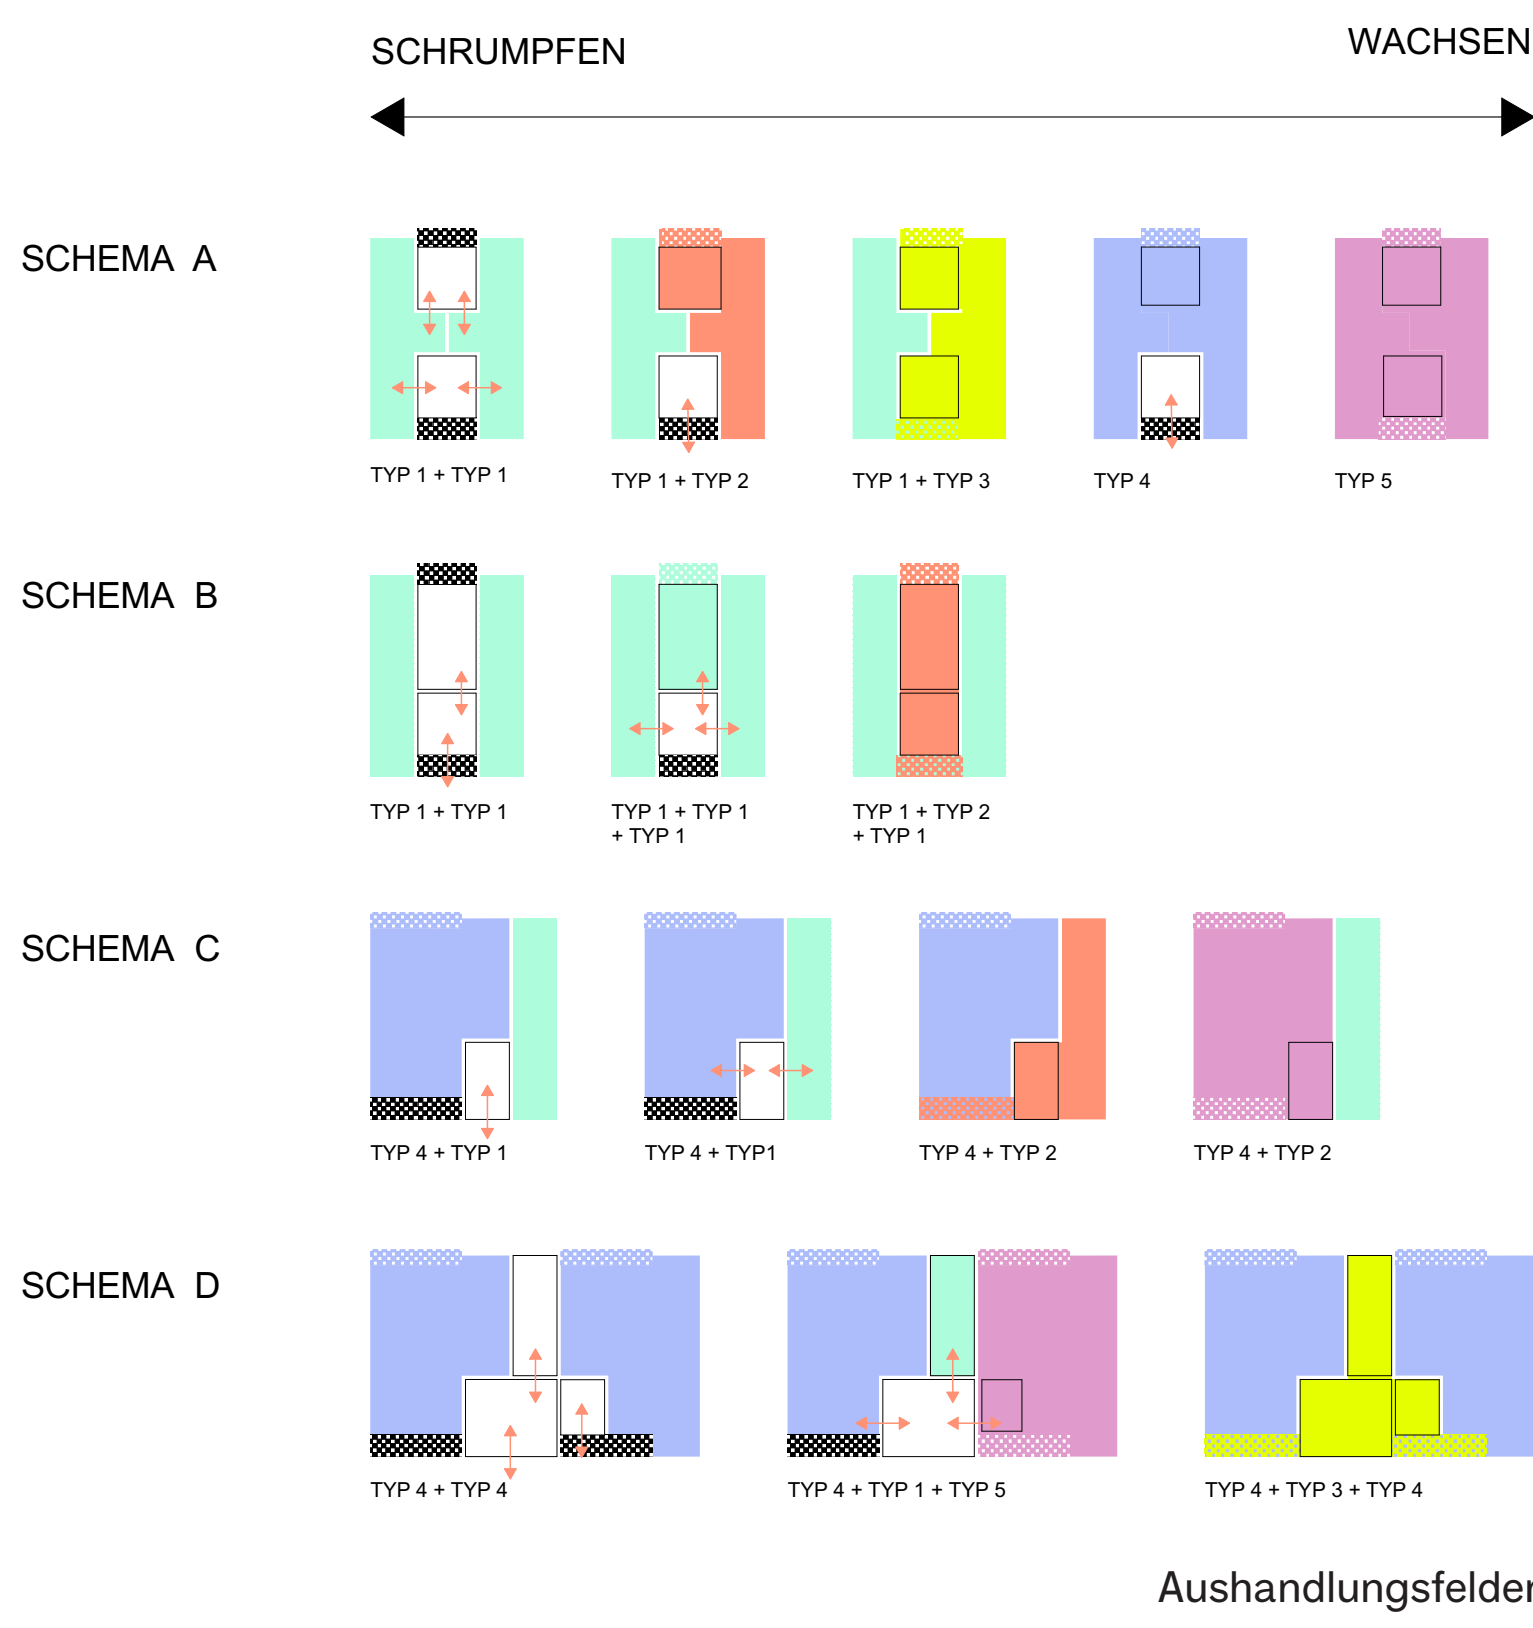 SCHRUMPFEN
WACHSEN
SCHEMA A
TYP 1 + TYP 1
TYP 1 + TYP 2
TYP 1 + TYP 3
TYP 4
TYP 5
SCHEMA B
TYP 1 + TYP 1
TYP 1 + TYP 1
+ TYP 1
TYP 1 + TYP 2
+ TYP 1
SCHEMA C
TYP 4 + TYP 1
TYP 4 + TYP1
TYP 4 + TYP 2
TYP 4 + TYP 2
SCHEMA D
TYP 4 + TYP 4
TYP 4 + TYP 1 + TYP 5
TYP 4 + TYP 3 + TYP 4
Aushandlungsfelder